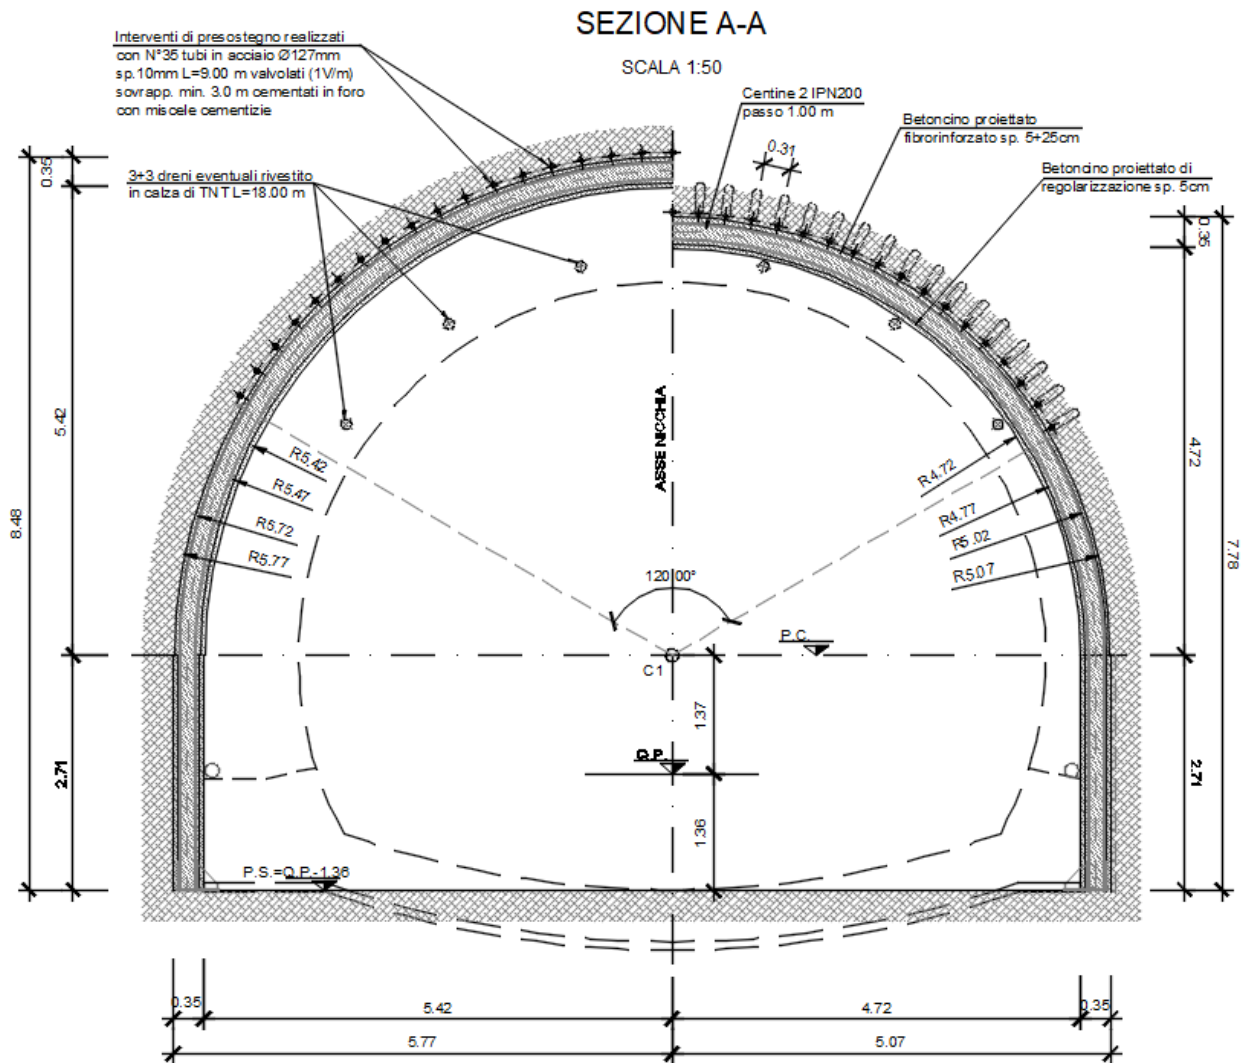 SEZIONE A-A
SCALA 1:50
Interventi di presostegno realizzati
con N°35 tubi in acciaio Ø127mm
sp.10mm L=9.00 m valvolati (1V/m)
sovrapp. min. 3.0 m cementati in foro
con miscele cementizie
3+3 dreni eventuali rivestito
in calza di TNT L=18.00 m
Centine 2 IPN200
passo 1.00 m
Betoncino proiettato
fibrorinforzato sp. 5+25cm
Betoncino proiettato di
regolarizzazione sp. 5cm
0.31
0.35
5.42
8.48
2.71
0.35
4.72
7.78
2.71
ASSE NICCHIA
R5.42
R5.47
R5.72
R5.77
R4.72
R4.77
R5.02
R5.07
120.00°
P.C.
C1
1.37
Q.P.
1.36
P.S.=Q.P.-1.36
0.35
5.42
4.72
0.35
5.77
5.07